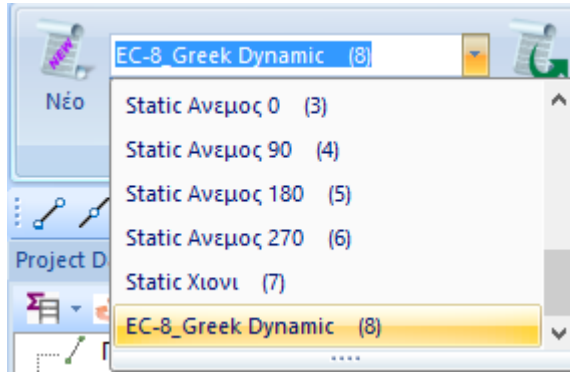 NEW
EC-8_Greek Dynamic (8)
Νέο
Static Ανεμος 0 (3)
Static Ανεμος 90 (4)
Static Ανεμος 180 (5)
Static Ανεμος 270 (6)
Project D
Static Χιονι (7)
EC-8_Greek Dynamic (8)